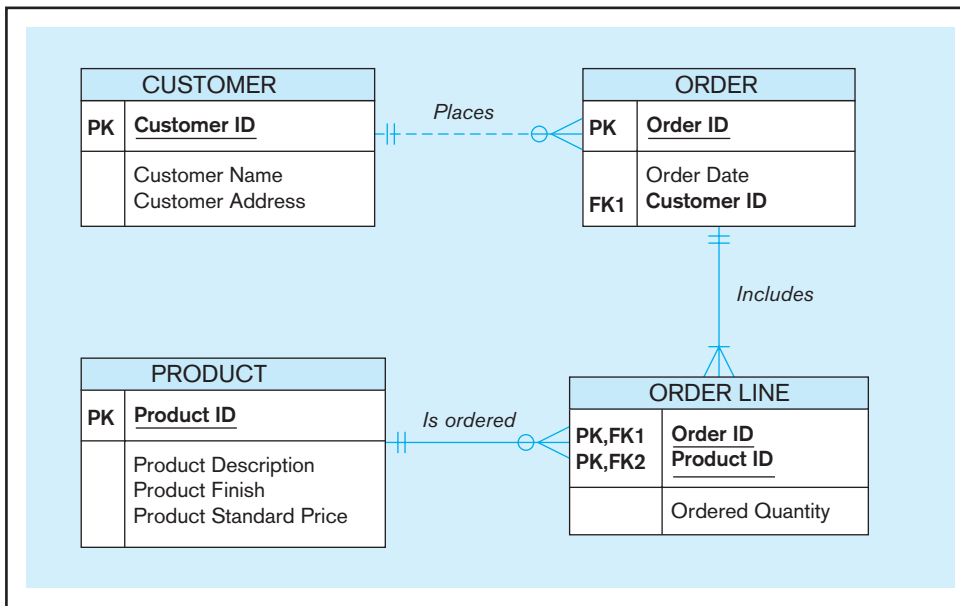 CUSTOMER
PK Customer ID
Customer Name
Customer Address
Places
ORDER
PK Order ID
Order Date
FK1 Customer ID
Includes
PRODUCT
PK Product ID
Product Description
Product Finish
Product Standard Price
Is ordered
ORDER LINE
PK,FK1 Order ID
PK,FK2 Product ID
Ordered Quantity